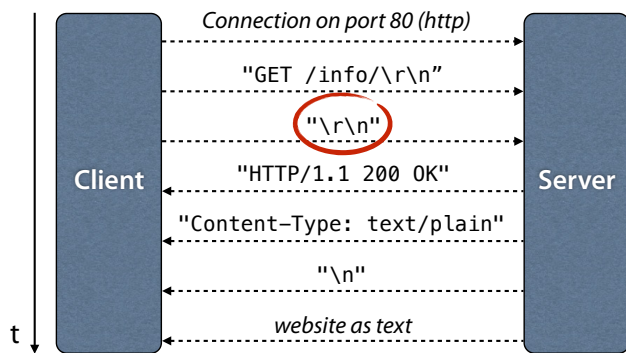 Connection on port 80 (http)
"GET /info/\r\n”
"\r\n"
Client
"HTTP/1.1 200 OK"
Server
"Content-Type: text/plain"
"\n"
website as text
t